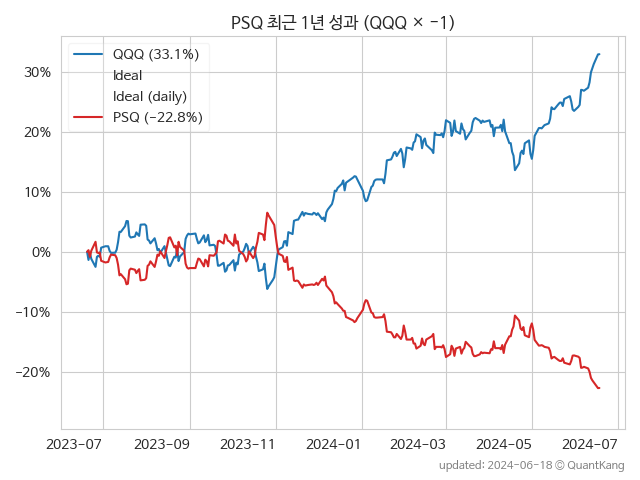 PSQ 최근 1년 성과 (QQQ × -1)
QQQ (33.1%)
Ideal
Ideal (daily)
PSQ (−22.8%)
30%
20%
10%
0%
−10%
−20%
2023-07 2023-09 2023-11 2024-01 2024-03 2024-05 2024-07
updated: 2024-06-18 © QuantKang